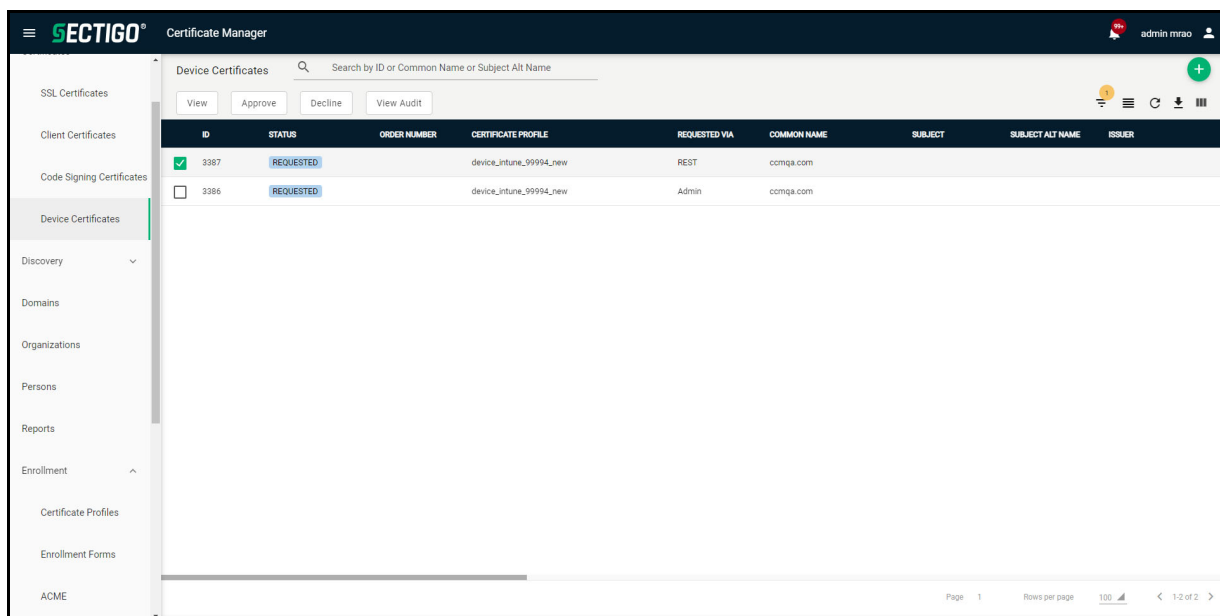 SECTIGO® Certificate Manager 99+ admin mrao
Device Certificates Search by ID or Common Name or Subject Alt Name
SSL Certificates
View Approve Decline View Audit 1
Client Certificates
ID STATUS ORDER NUMBER CERTIFICATE PROFILE REQUESTED VIA COMMON NAME SUBJECT SUBJECT ALT NAME ISSUER
3387 REQUESTED device_intune_99994_new REST ccmqa.com
Code Signing Certificates
3386 REQUESTED device_intune_99994_new Admin ccmqa.com
Device Certificates
Discovery
Domains
Organizations
Persons
Reports
Enrollment
Certificate Profiles
Enrollment Forms
ACME
Page 1 Rows per page 100 1-2 of 2